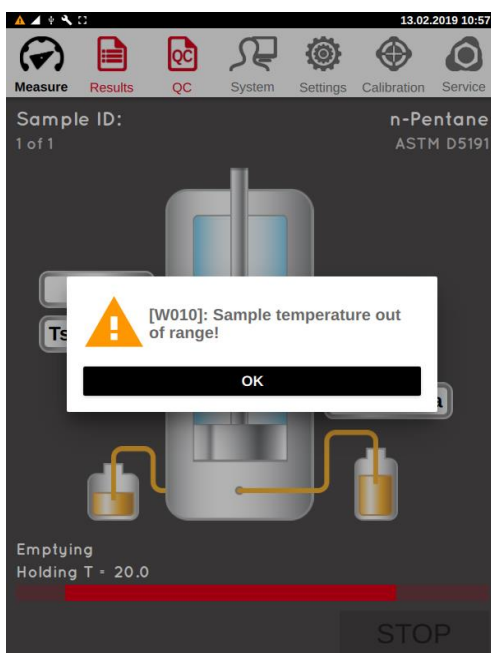 13.02.2019 10:57
Measure
Results
QC
QC
System
Settings
Calibration
Service
Sample ID:
n-Pentane
1 of 1
ASTM D5191
[W010]: Sample temperature out
of range!
OK
Emptying
Holding T = 20.0
STOP